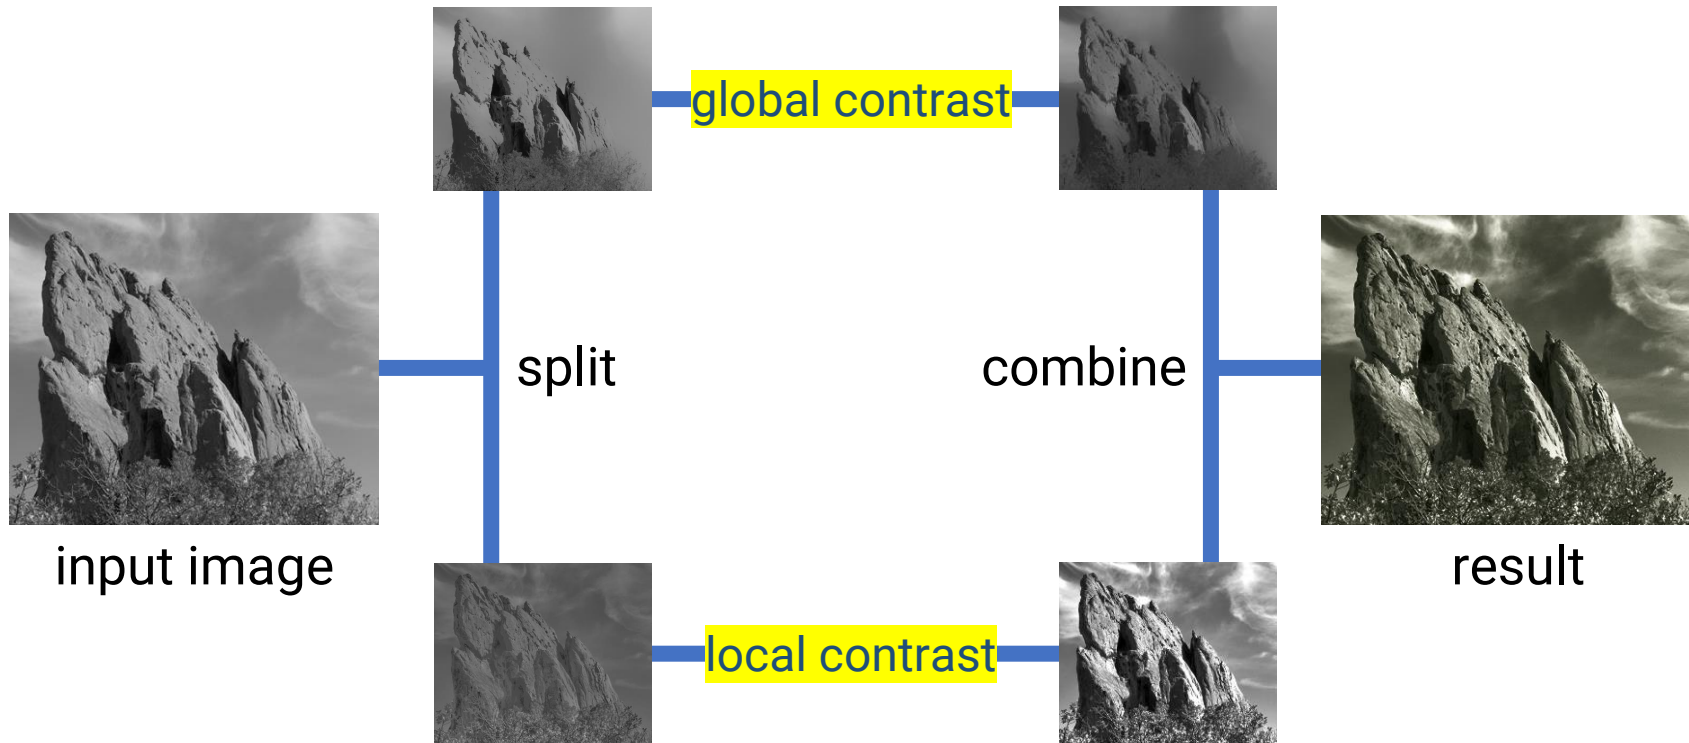 global contrast
split
combine
input image
result
local contrast